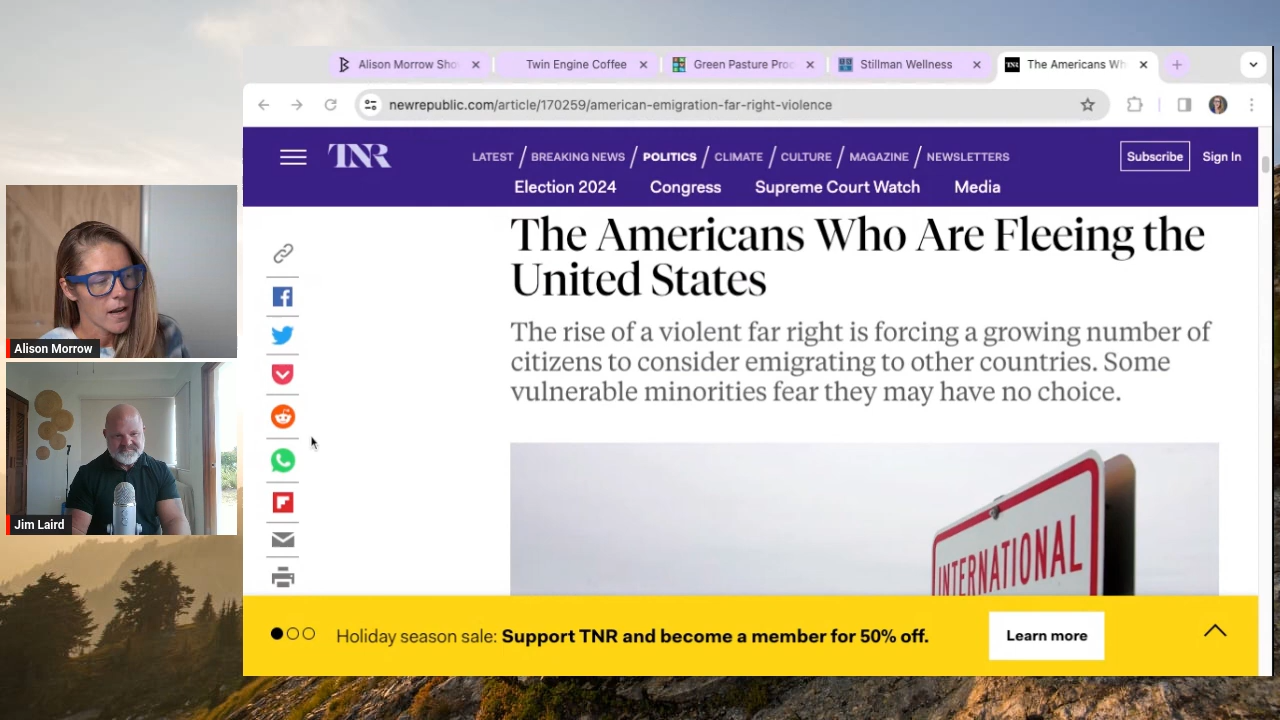 Alison Morrow Sho
Twin Engine Coffee
Green Pasture Proc
Stillman Wellness
TNR
The Americans Wh
newrepublic.com/article/170259/american-emigration-far-right-violence
TNR
LATEST / BREAKING NEWS / POLITICS / CLIMATE / CULTURE / MAGAZINE / NEWSLETTERS
Subscribe
Sign In
Election 2024
Congress
Supreme Court Watch
Media
The Americans Who Are Fleeing the
United States
The rise of a violent far right is forcing a growing number of
citizens to consider emigrating to other countries. Some
vulnerable minorities fear they may have no choice.
INTERNATIONAL
Alison Morrow
Jim Laird
Holiday season sale: Support TNR and become a member for 50% off.
Learn more